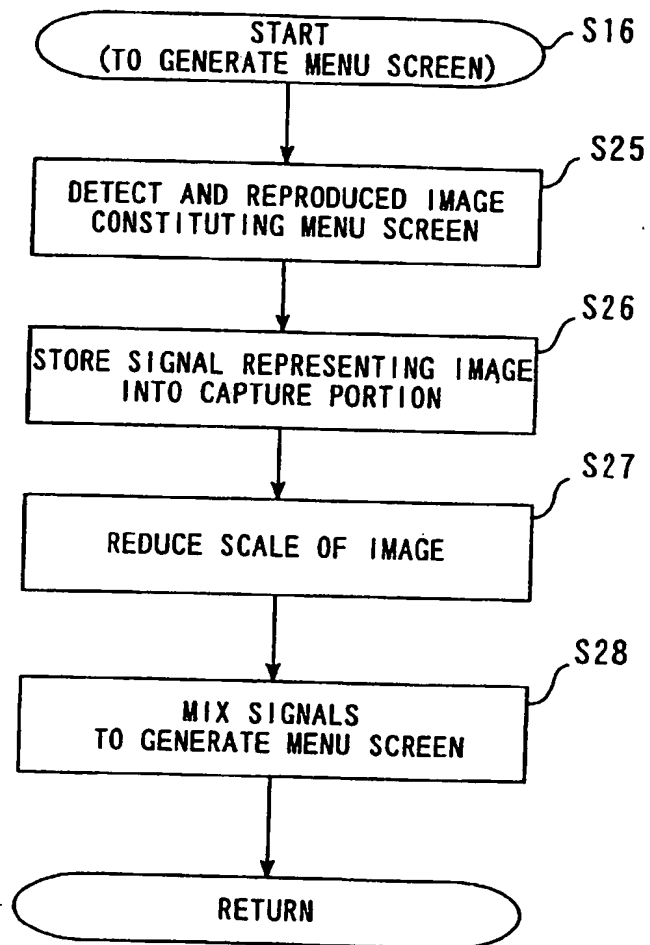 START
(TO GENERATE MENU SCREEN)
S16
S25
DETECT AND REPRODUCED IMAGE
CONSTITUTING MENU SCREEN
S26
STORE SIGNAL REPRESENTING IMAGE
INTO CAPTURE PORTION
S27
REDUCE SCALE OF IMAGE
S28
MIX SIGNALS
TO GENERATE MENU SCREEN
RETURN